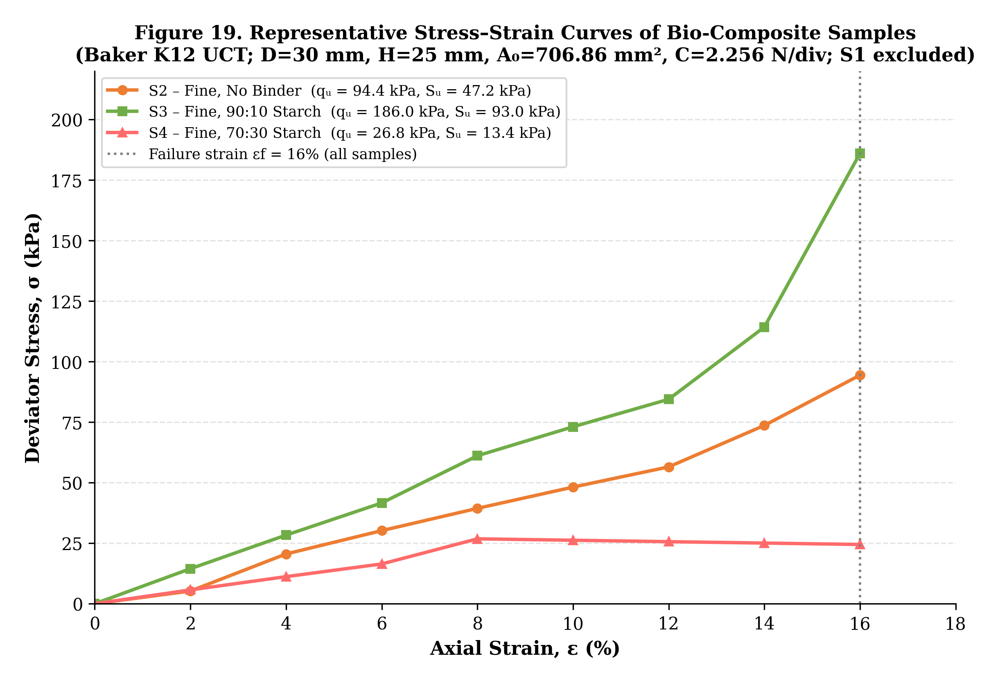 Figure 19. Representative Stress–Strain Curves of Bio-Composite Samples
(Baker K12 UCT; D=30 mm, H=25 mm, A₀=706.86 mm², C=2.256 N/div; S1 excluded)
S2 – Fine, No Binder (qᵤ = 94.4 kPa, Sᵤ = 47.2 kPa)
S3 – Fine, 90:10 Starch (qᵤ = 186.0 kPa, Sᵤ = 93.0 kPa)
S4 – Fine, 70:30 Starch (qᵤ = 26.8 kPa, Sᵤ = 13.4 kPa)
Failure strain εf = 16% (all samples)
Deviator Stress, σ (kPa)
200
175
150
125
100
75
50
25
0
0 2 4 6 8 10 12 14 16 18
Axial Strain, ε (%)